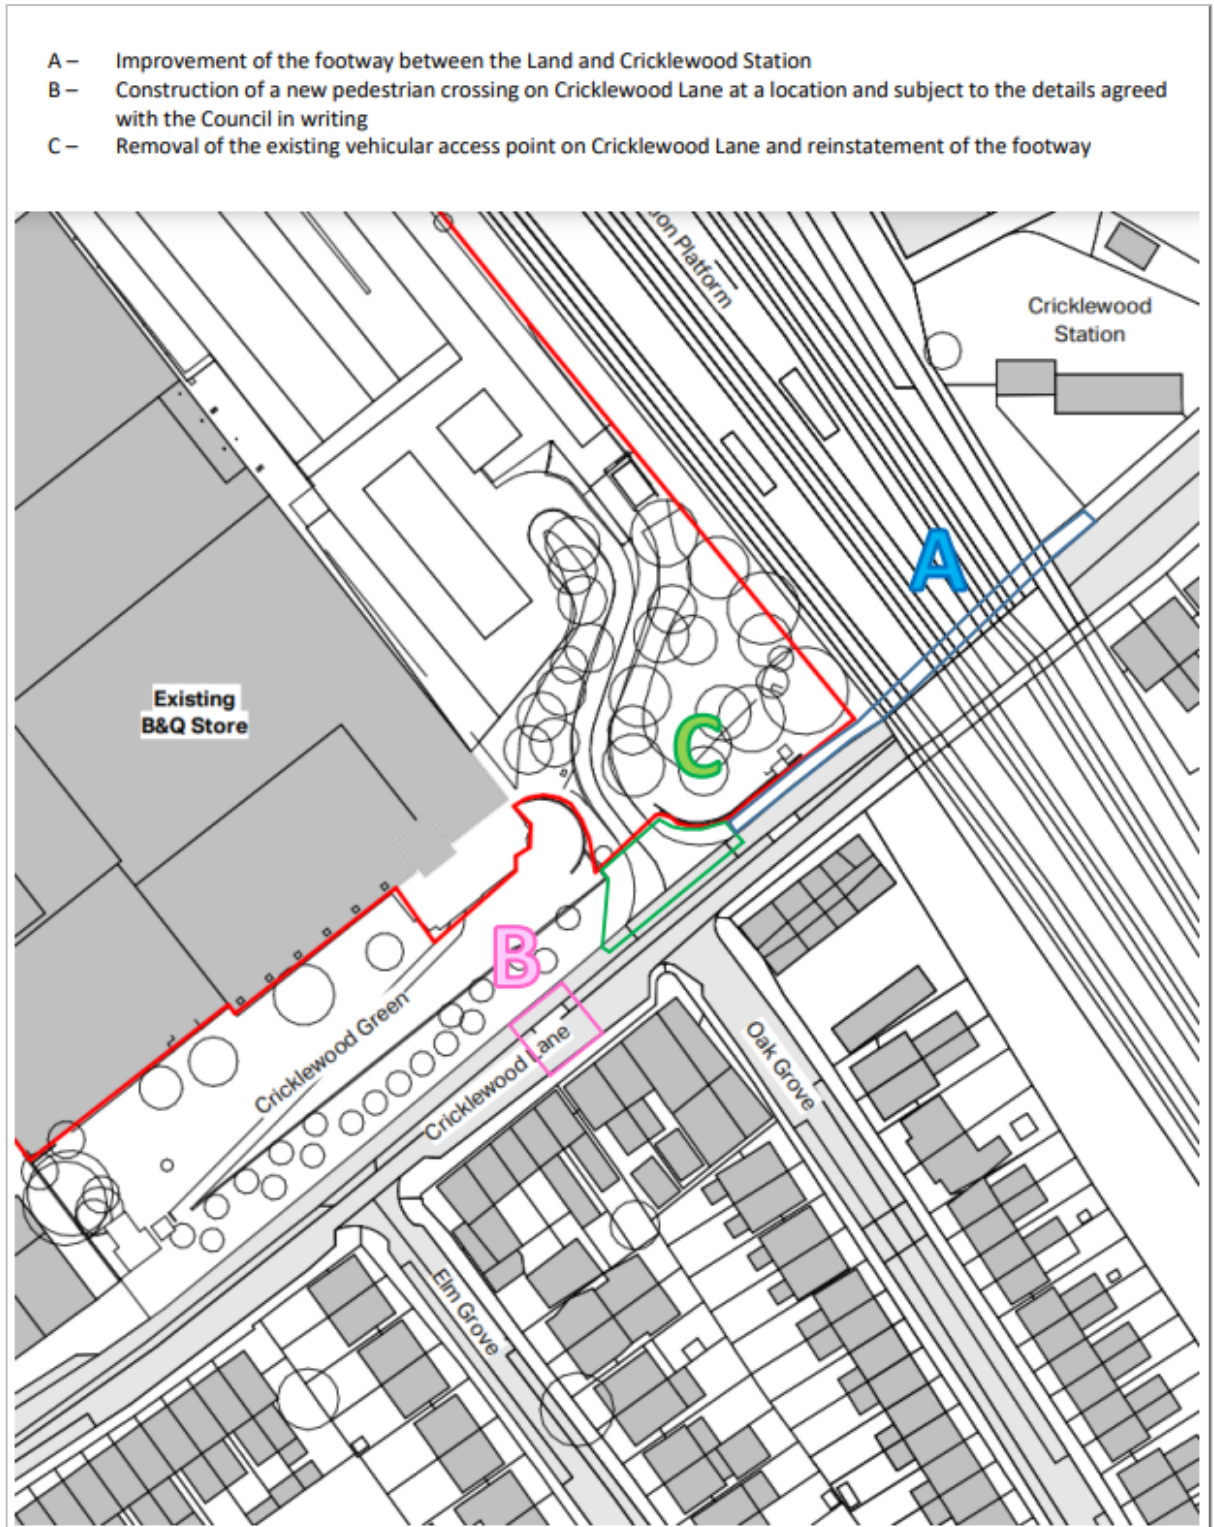 A – Improvement of the footway between the Land and Cricklewood Station
B – Construction of a new pedestrian crossing on Cricklewood Lane at a location and subject to the details agreed
with the Council in writing
C – Removal of the existing vehicular access point on Cricklewood Lane and reinstatement of the footway
ion Platform
Cricklewood
Station
A
Existing
B&Q Store
C
B
Cricklewood Green
Cricklewood Lane
Oak Grove
Elm Grove